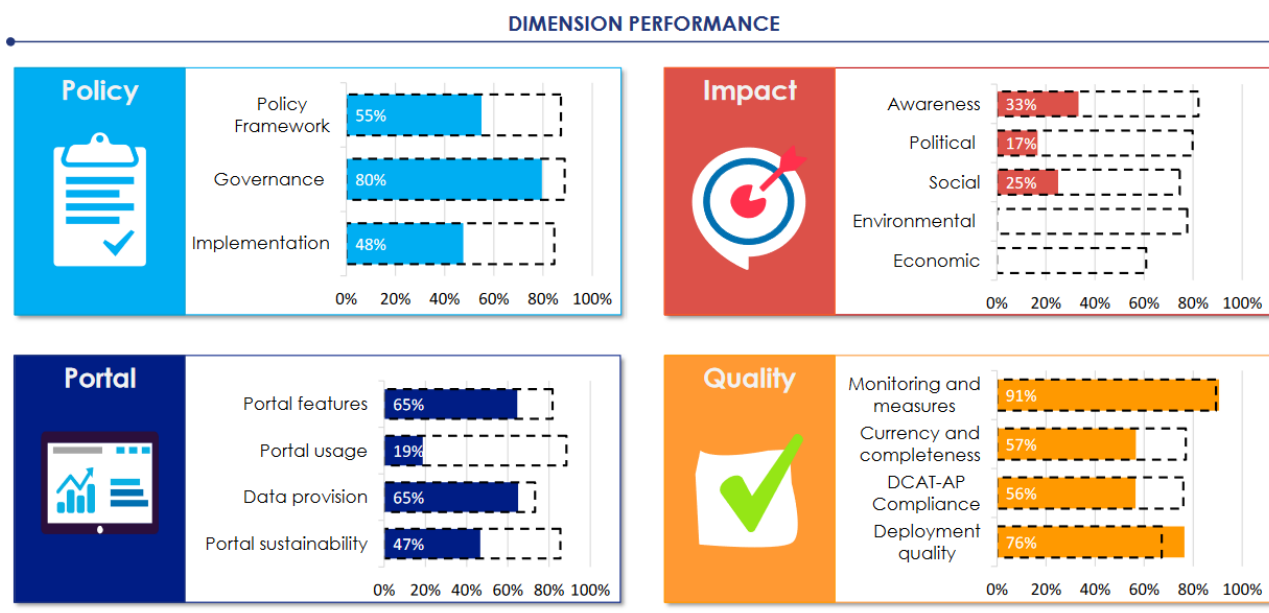 DIMENSION PERFORMANCE
Policy
Policy
Framework
55%
Governance
80%
Implementation
48%
0% 20% 40% 60% 80% 100%
Impact
Awareness
33%
Political
17%
Social
25%
Environmental
Economic
0% 20% 40% 60% 80% 100%
Portal
Portal features
65%
Portal usage
19%
Data provision
65%
Portal sustainability
47%
0% 20% 40% 60% 80% 100%
Quality
Monitoring and
measures
91%
Currency and
completeness
57%
DCAT-AP
Compliance
56%
Deployment
quality
76%
0% 20% 40% 60% 80% 100%